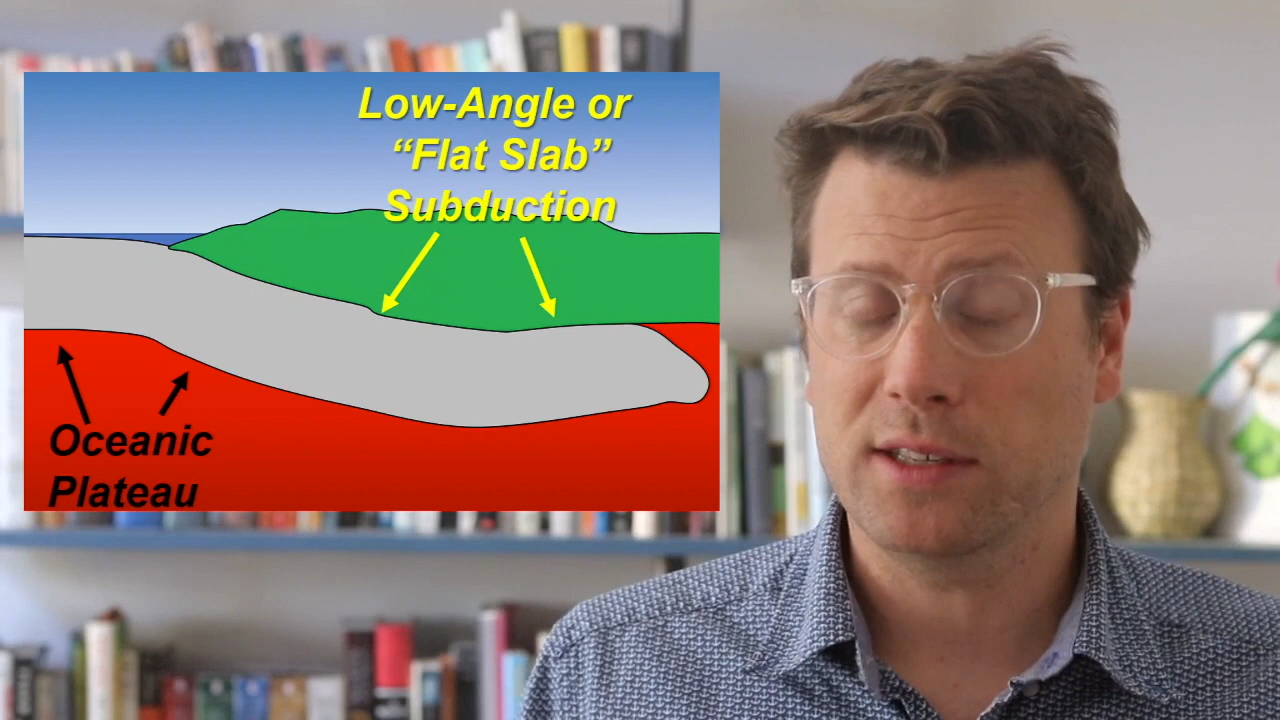 Low-Angle or
“Flat Slab”
Subduction
Oceanic
Plateau